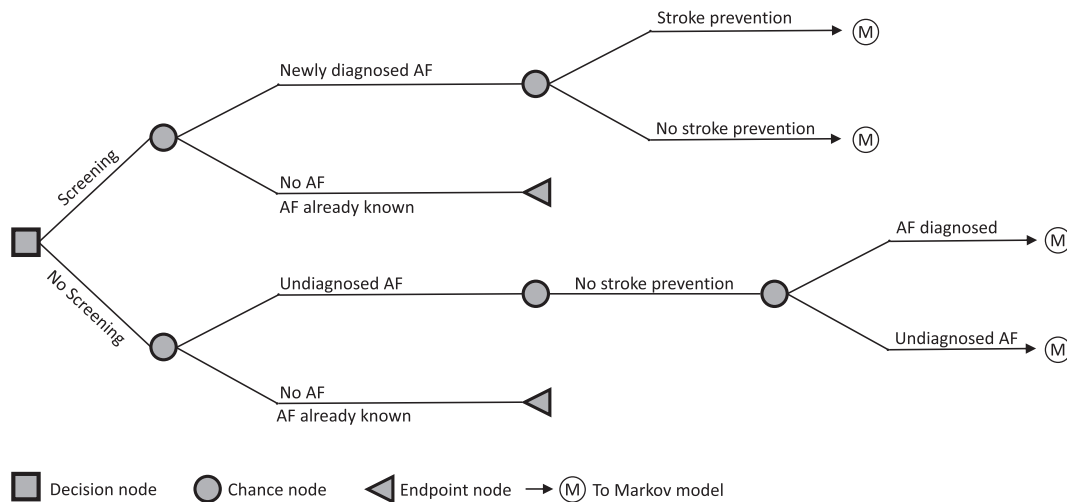 Stroke prevention
M
Newly diagnosed AF
No stroke prevention
M
Screening
No AF
AF already known
AF diagnosed
M
No Screening
Undiagnosed AF
No stroke prevention
Undiagnosed AF
M
No AF
AF already known
Decision node
Chance node
Endpoint node
M To Markov model